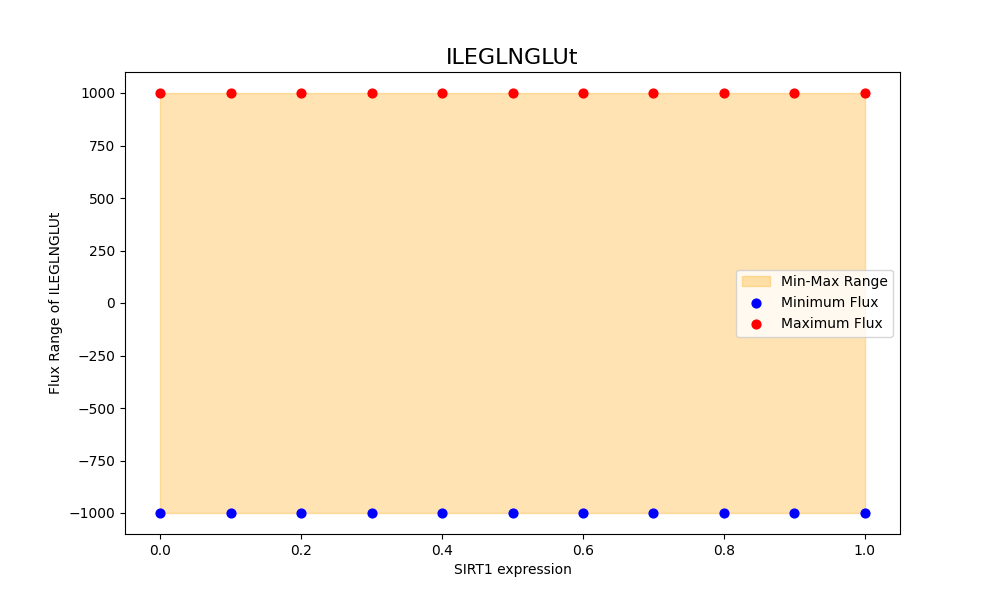 ILEGLNGLUt
Flux Range of ILEGLNGLUt
1000
750
500
250
0
−250
−500
−750
−1000
Min-Max Range
Minimum Flux
Maximum Flux
0.0 0.2 0.4 0.6 0.8 1.0
SIRT1 expression